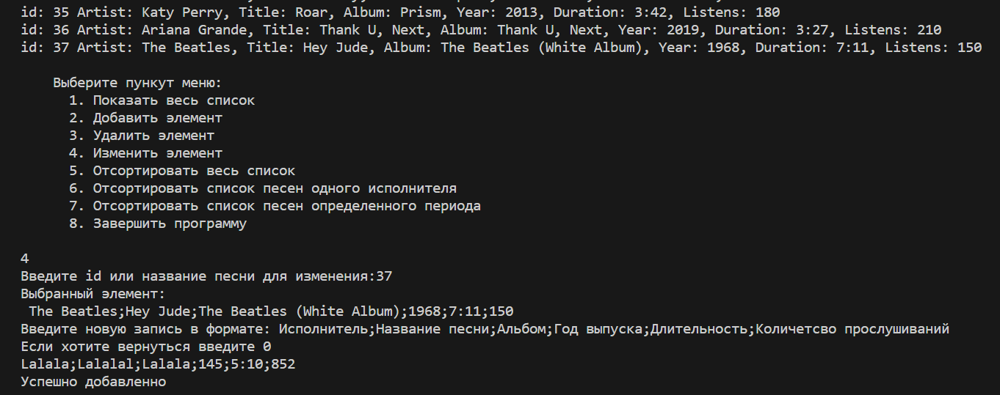 id: 35 Artist: Katy Perry, Title: Roar, Album: Prism, Year: 2013, Duration: 3:42, Listens: 180
id: 36 Artist: Ariana Grande, Title: Thank U, Next, Album: Thank U, Next, Year: 2019, Duration: 3:27, Listens: 210
id: 37 Artist: The Beatles, Title: Hey Jude, Album: The Beatles (White Album), Year: 1968, Duration: 7:11, Listens: 150
Выберите пункут меню:
1. Показать весь список
2. Добавить элемент
3. Удалить элемент
4. Изменить элемент
5. Отсортировать весь список
6. Отсортировать список песен одного исполнителя
7. Отсортировать список песен определенного периода
8. Завершить программу
4
Введите id или название песни для изменения:37
Выбранный элемент:
The Beatles;Hey Jude;The Beatles (White Album);1968;7:11;150
Введите новую запись в формате: Исполнитель;Название песни;Альбом;Год выпуска;Длительность;Количетсво прослушиваний
Если хотите вернуться введите 0
Lalala;Lalalal;Lalala;145;5:10;852
Успешно добавленно